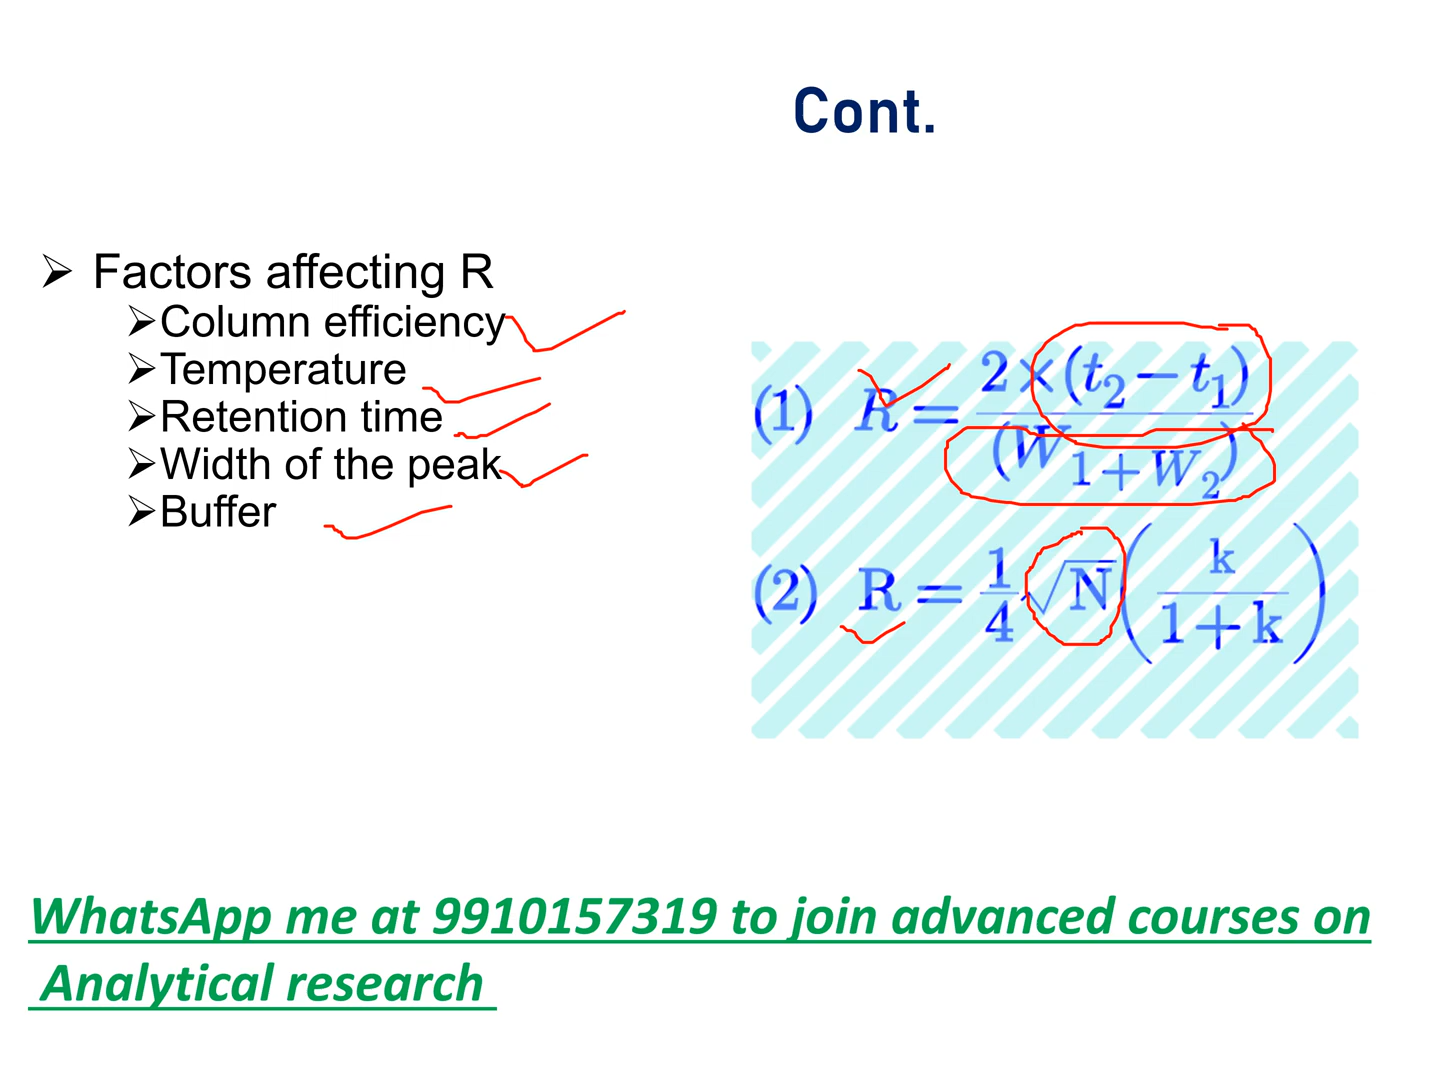 Cont.
➢ Factors affecting R
➢Column efficiency
➢Temperature
➢Retention time
➢Width of the peak
➢Buffer
(1) R = 2×(t₂−t₁) / (W₁+W₂)
(2) R = 1/4 √N (k / 1+k)
WhatsApp me at 9910157319 to join advanced courses on
Analytical research